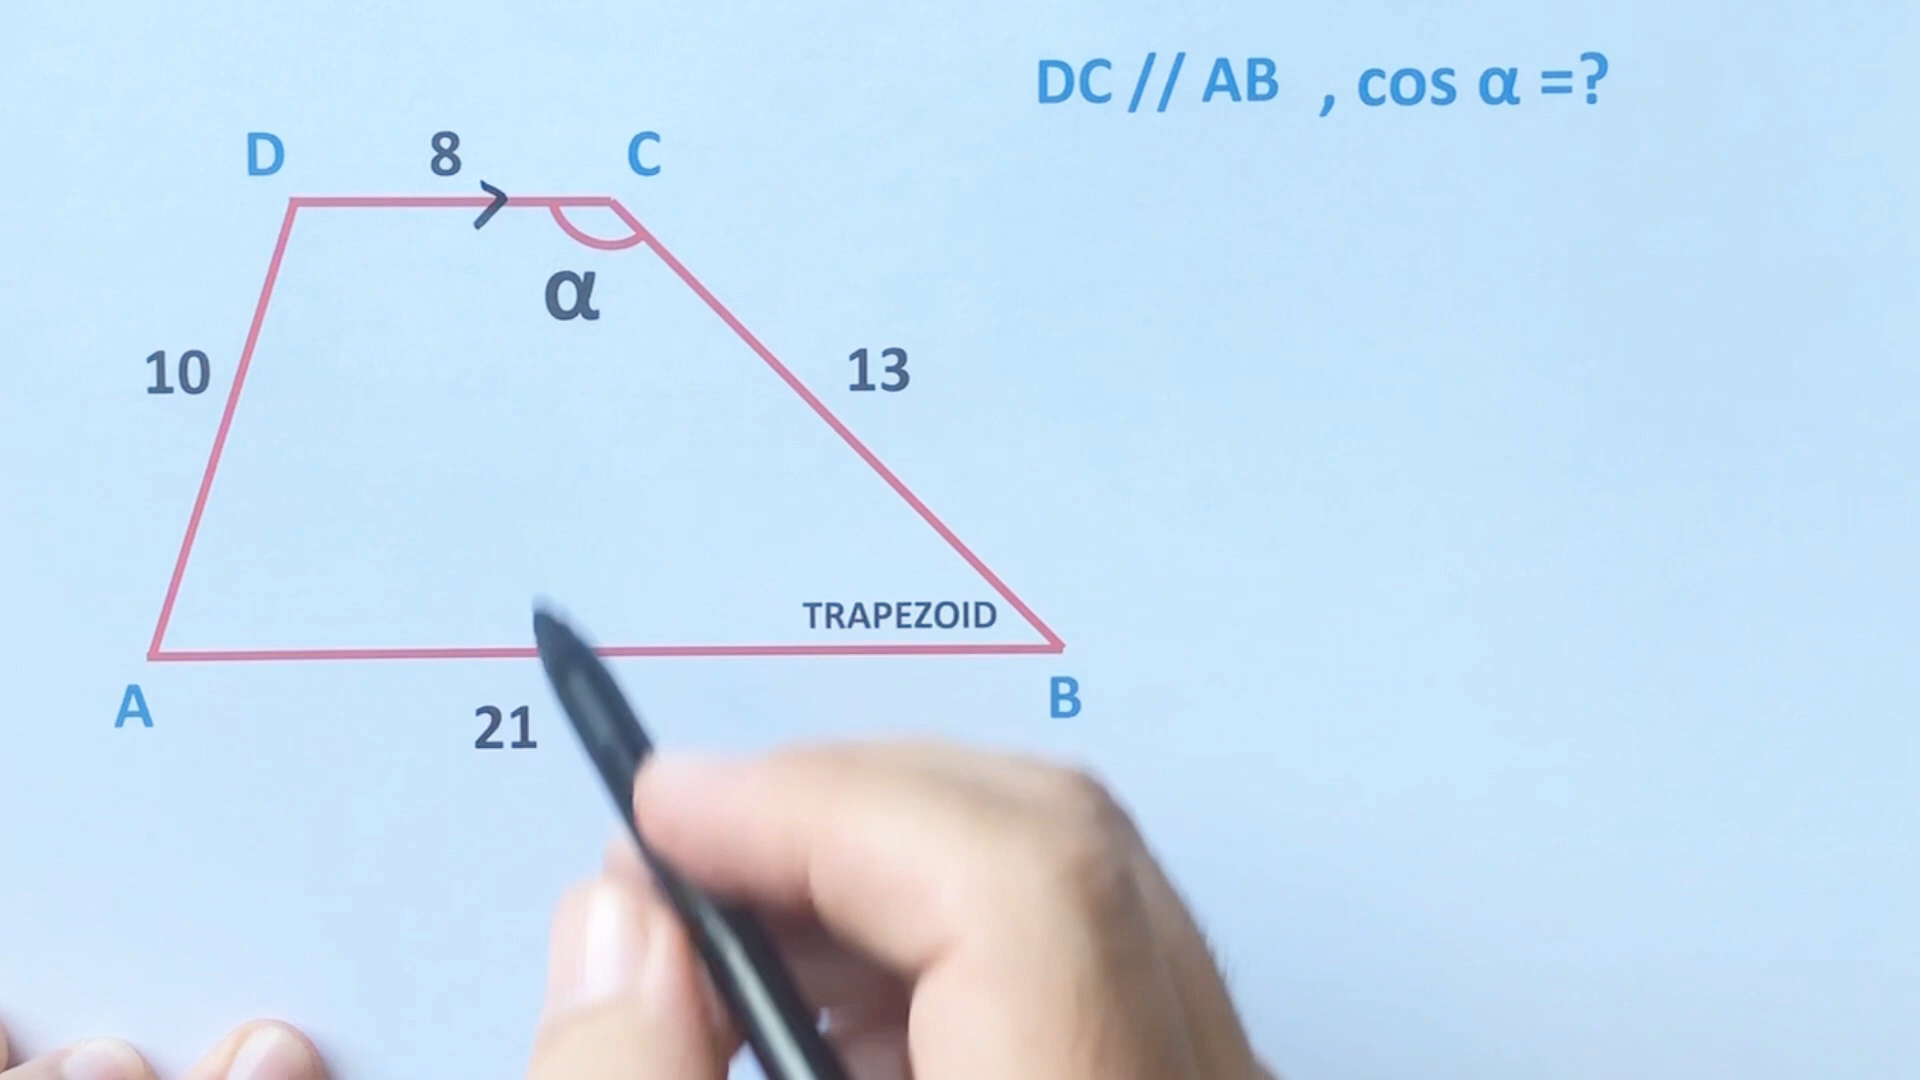 DC // AB , cos α =?
D 8 C
α
10 13
TRAPEZOID
A 21 B